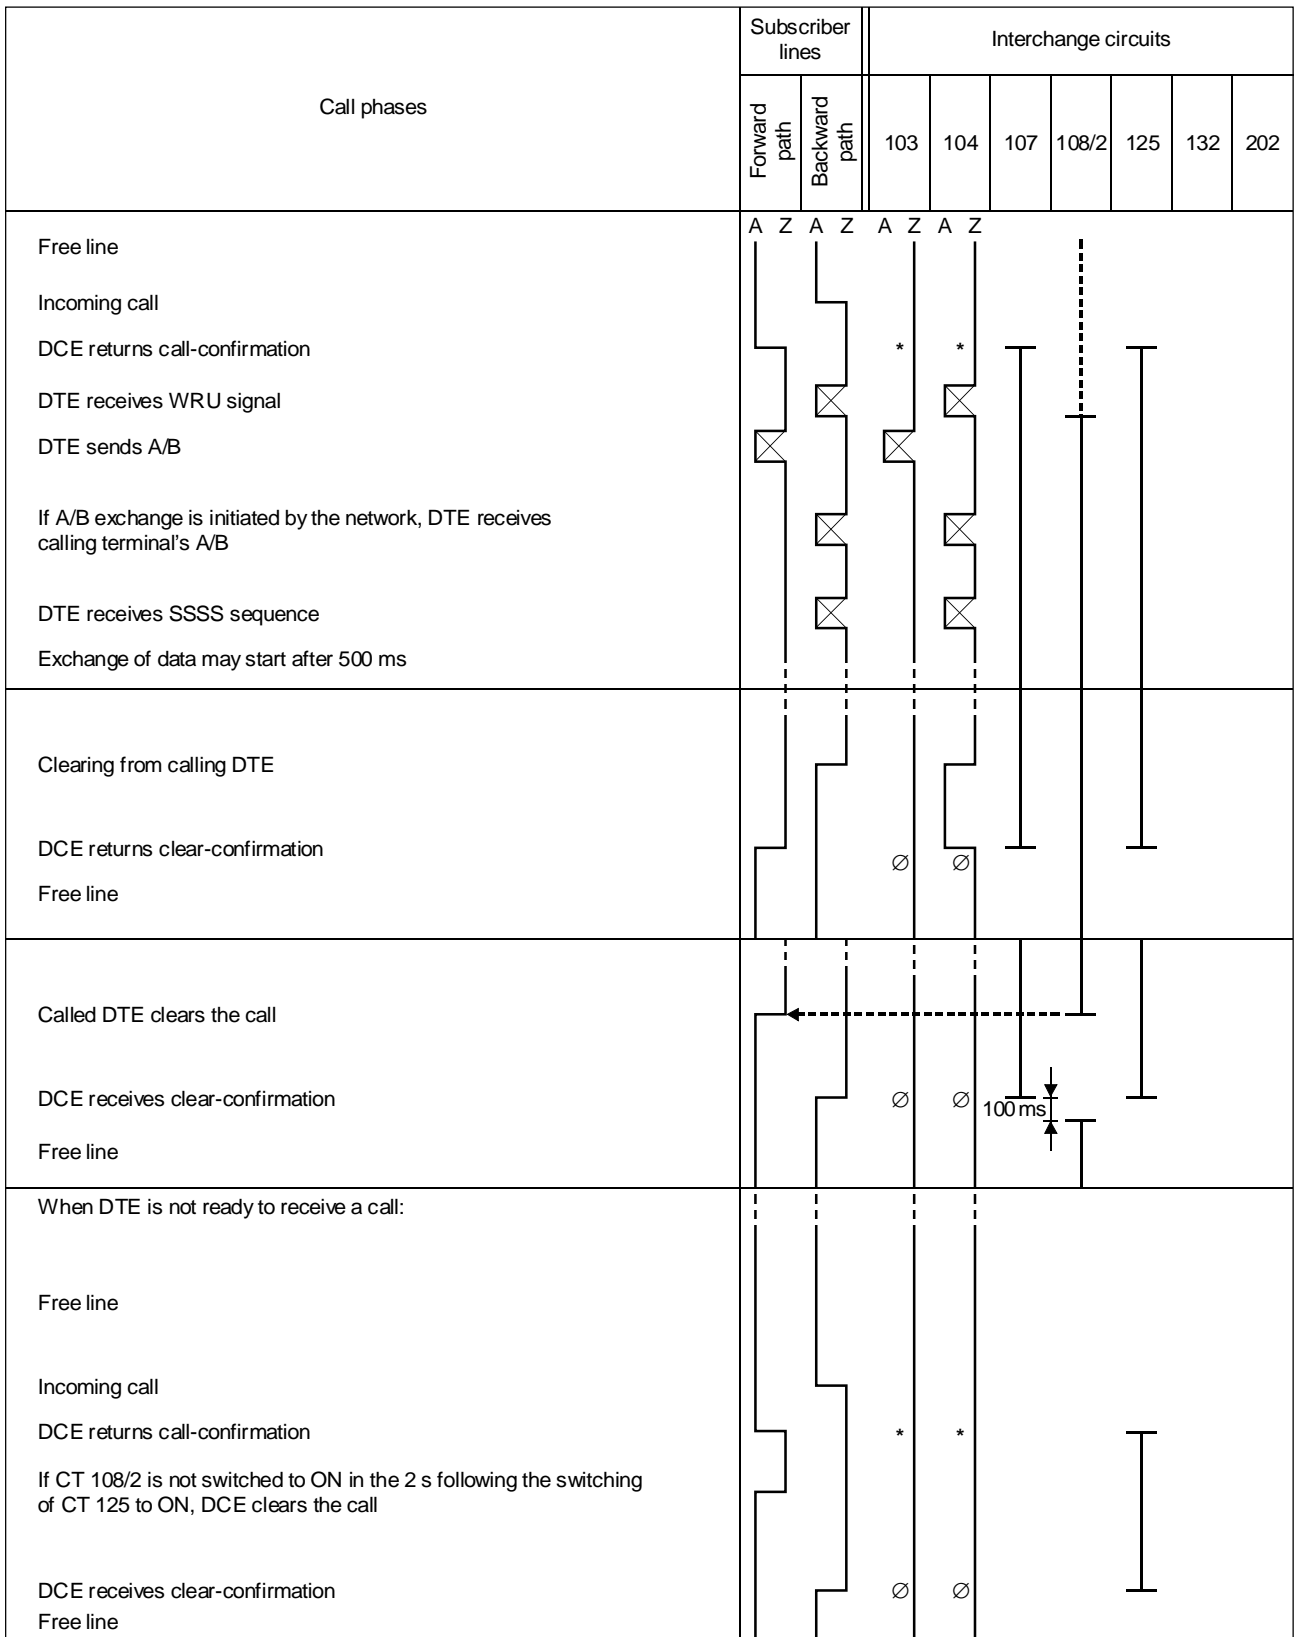 Subscriber
lines
Interchange circuits
Call phases
Forward
path
Backward
path
103
104
107
108/2
125
132
202
A Z A Z A Z A Z
Free line
Incoming call
DCE returns call-confirmation
* *
DTE receives WRU signal
DTE sends A/B
If A/B exchange is initiated by the network, DTE receives
calling terminal's A/B
DTE receives SSSS sequence
Exchange of data may start after 500 ms
Clearing from calling DTE
DCE returns clear-confirmation
∅ ∅
Free line
Called DTE clears the call
DCE receives clear-confirmation
∅ ∅ 100 ms
Free line
When DTE is not ready to receive a call:
Free line
Incoming call
DCE returns call-confirmation
* *
If CT 108/2 is not switched to ON in the 2 s following the switching
of CT 125 to ON, DCE clears the call
DCE receives clear-confirmation
∅ ∅
Free line